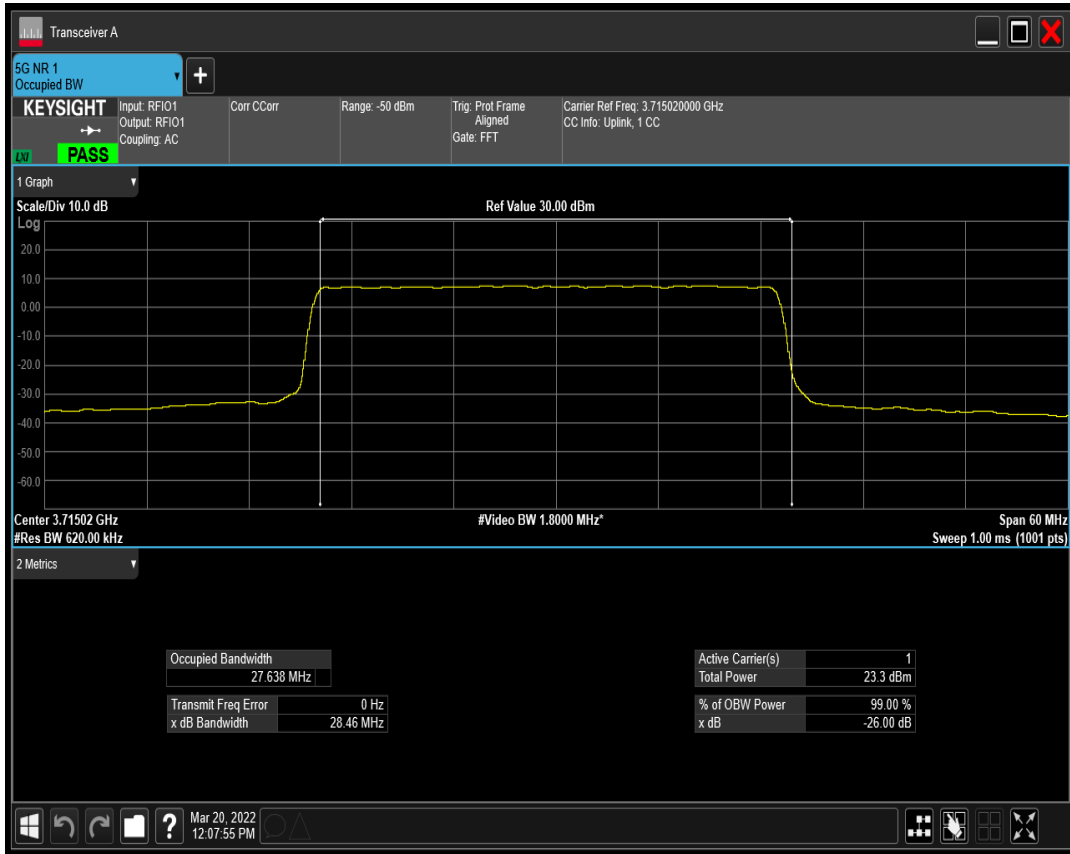 Transceiver A
5G NR 1
Occupied BW
KEYSIGHT
LXI
PASS
Input: RFIO1
Output: RFIO1
Coupling: AC
Corr CCorr
Range: -50 dBm
Trig: Prot Frame
Aligned
Gate: FFT
Carrier Ref Freq: 3.715020000 GHz
CC Info: Uplink, 1 CC
1 Graph
Scale/Div 10.0 dB
Ref Value 30.00 dBm
Log
20.0
10.0
0.00
-10.0
-20.0
-30.0
-40.0
-50.0
-60.0
Center 3.71502 GHz
#Video BW 1.8000 MHz*
Span 60 MHz
#Res BW 620.00 kHz
Sweep 1.00 ms (1001 pts)
2 Metrics
Occupied Bandwidth
27.638 MHz
Transmit Freq Error 0 Hz
x dB Bandwidth 28.46 MHz
Active Carrier(s) 1
Total Power 23.3 dBm
% of OBW Power 99.00 %
x dB -26.00 dB
?
Mar 20, 2022
12:07:55 PM